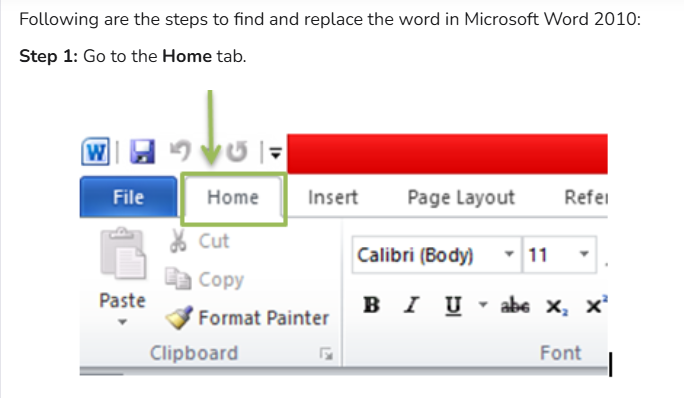 Following are the steps to find and replace the word in Microsoft Word 2010:
Step 1: Go to the Home tab.
W
File Home Insert Page Layout Refer
Cut
Calibri (Body) 11
Copy
Paste
B I U abc X₂ X²
Format Painter
Clipboard Font